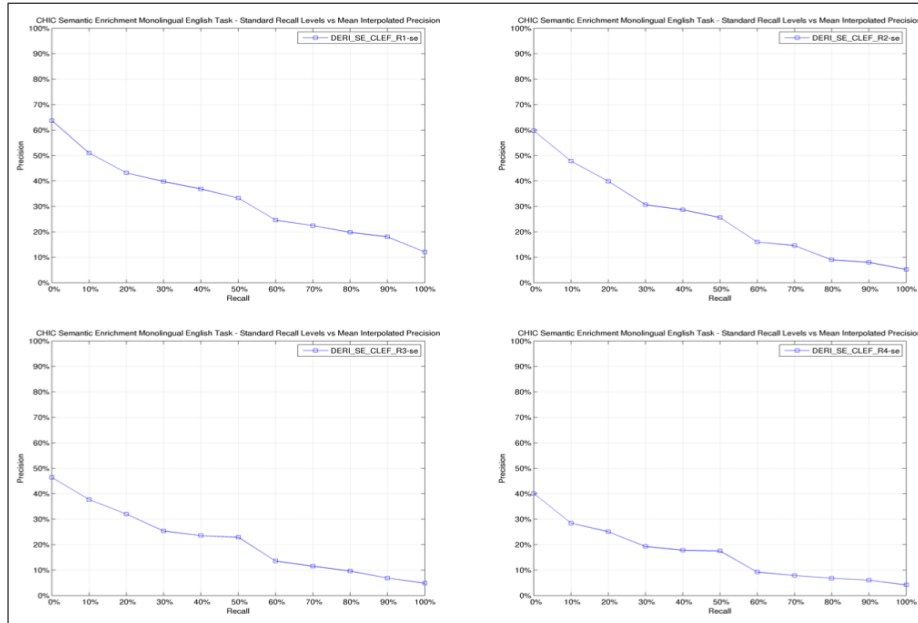 CHIC Semantic Enrichment Monolingual English Task - Standard Recall Levels vs Mean Interpolated Precision
DERI_SE_CLEF_R1-se
100%
90%
80%
70%
60%
50%
40%
30%
20%
10%
0%
Precision
0% 10% 20% 30% 40% 50% 60% 70% 80% 90% 100%
Recall
CHIC Semantic Enrichment Monolingual English Task - Standard Recall Levels vs Mean Interpolated Precision
DERI_SE_CLEF_R2-se
100%
90%
80%
70%
60%
50%
40%
30%
20%
10%
0%
Precision
0% 10% 20% 30% 40% 50% 60% 70% 80% 90% 100%
Recall
CHIC Semantic Enrichment Monolingual English Task - Standard Recall Levels vs Mean Interpolated Precision
DERI_SE_CLEF_R3-se
100%
90%
80%
70%
60%
50%
40%
30%
20%
10%
0%
Precision
0% 10% 20% 30% 40% 50% 60% 70% 80% 90% 100%
Recall
CHIC Semantic Enrichment Monolingual English Task - Standard Recall Levels vs Mean Interpolated Precision
DERI_SE_CLEF_R4-se
100%
90%
80%
70%
60%
50%
40%
30%
20%
10%
0%
Precision
0% 10% 20% 30% 40% 50% 60% 70% 80% 90% 100%
Recall